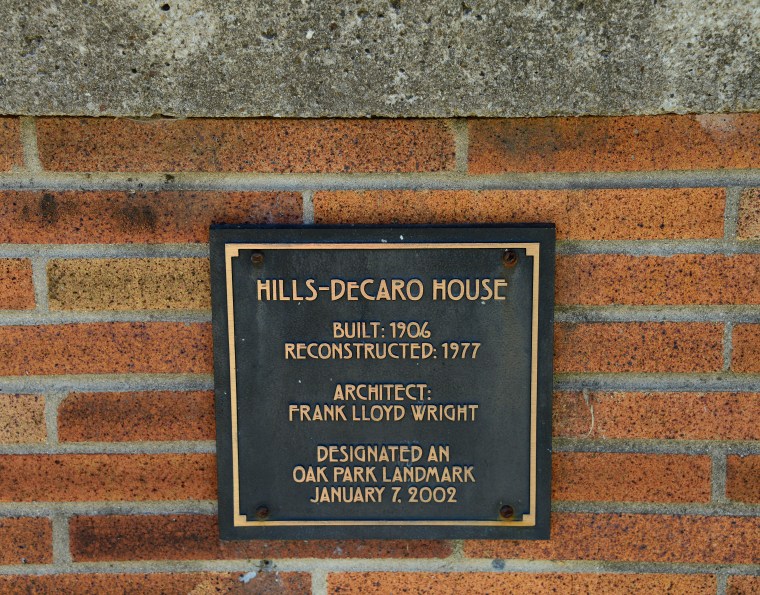 HILLS-DECARO HOUSE
BUILT: 1906
RECONSTRUCTED: 1977
ARCHITECT:
FRANK LLOYD WRIGHT
DESIGNATED AN
OAK PARK LANDMARK
JANUARY 7, 2002